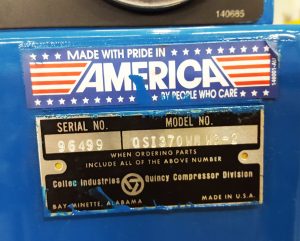 140685
MADE WITH PRIDE IN
AMERICA
BY PEOPLE WHO CARE
SERIAL NO. MODEL NO.
96499
WHEN ORDERING PARTS
INCLUDE ALL OF THE ABOVE NUMBER
Coltec Industries Quincy Compressor Division
BAY MINETTE, ALABAMA MADE IN U.S.A.